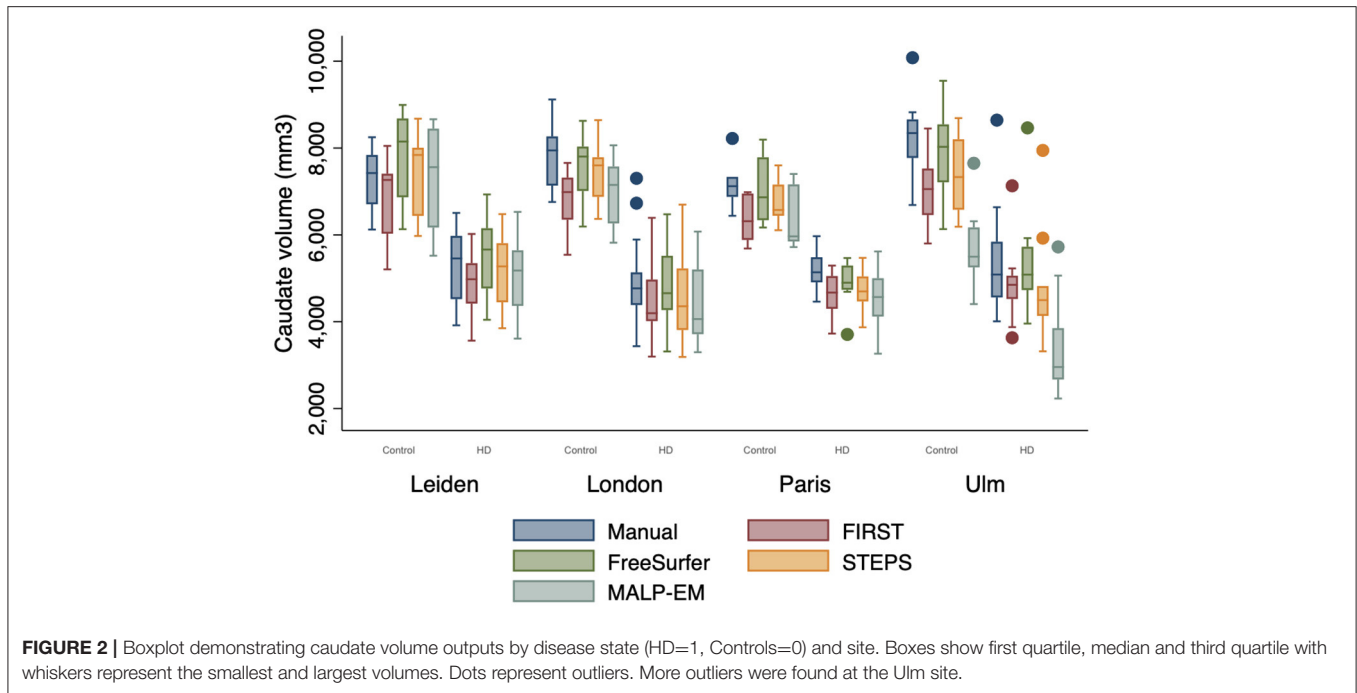 10,000
8,000
6,000
4,000
2,000
Caudate volume (mm3)
Control HD Control HD Control HD Control HD
Leiden London Paris Ulm
Manual FIRST
FreeSurfer STEPS
MALP-EM
FIGURE 2 | Boxplot demonstrating caudate volume outputs by disease state (HD=1, Controls=0) and site. Boxes show first quartile, median and third quartile with
whiskers represent the smallest and largest volumes. Dots represent outliers. More outliers were found at the Ulm site.